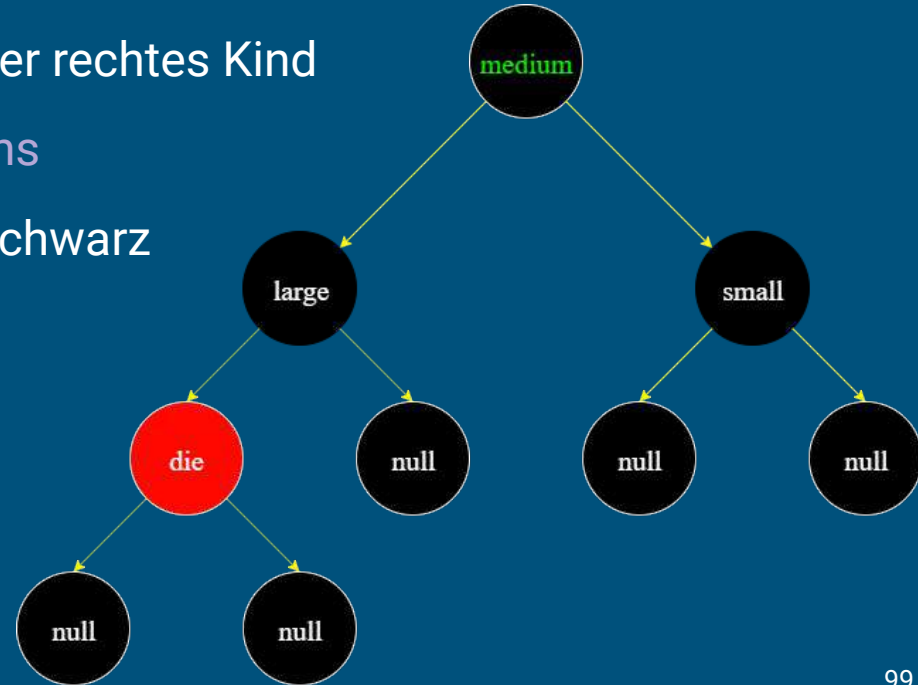 er rechtes Kind
ns
chwarz
medium
large
small
die
null
null
null
null
null
99